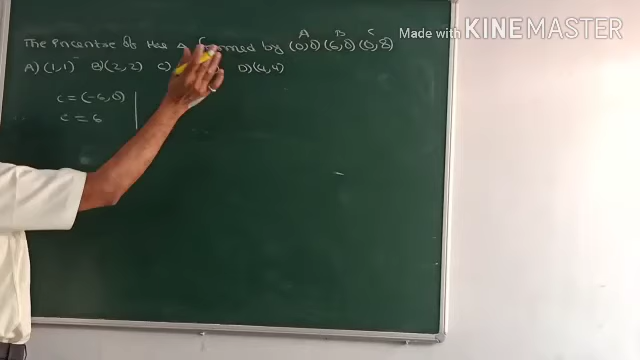 Made with KINEMASTER
A B C
The incentre of the Δ formed by (0,0) (6,0) (0,8)
A) (1,1) B) (2,2) C) D) (4,4)
c = (-6,0)
c = 6